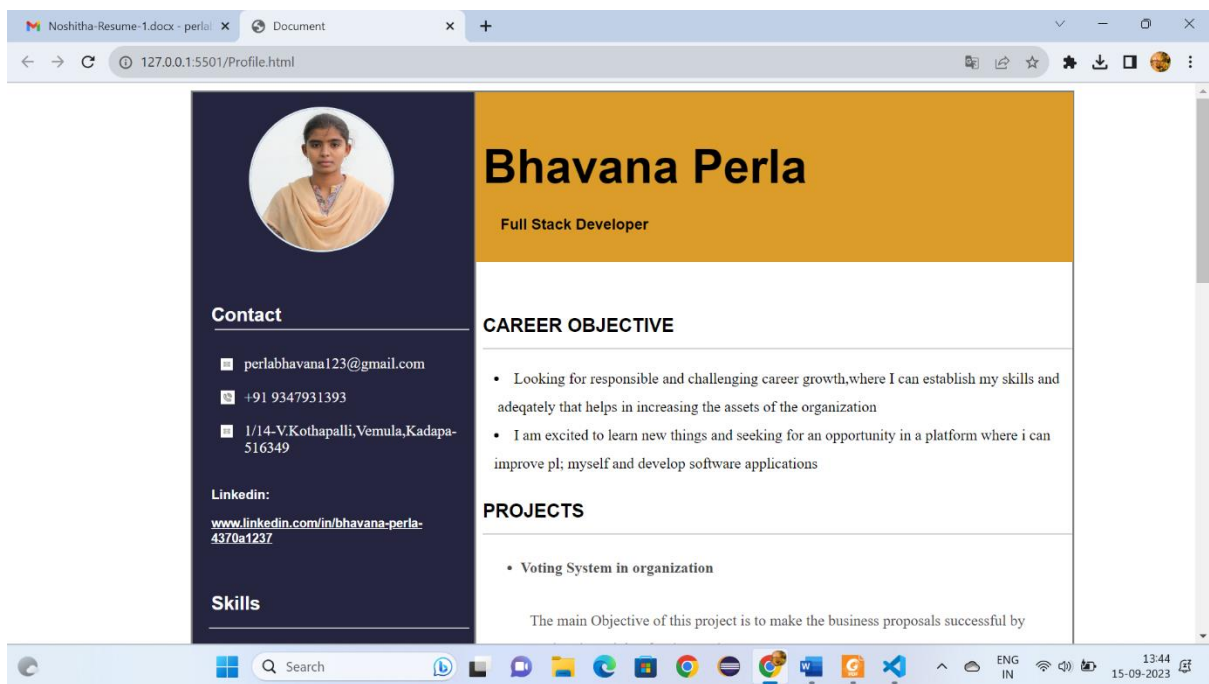 Noshitha-Resume-1.docx - perla
Document
127.0.0.1:5501/Profile.html
Bhavana Perla
Full Stack Developer
Contact
perlabhavana123@gmail.com
+91 9347931393
1/14-V.Kothapalli,Vemula,Kadapa-
516349
Linkedin:
www.linkedin.com/in/bhavana-perla-
4370a1237
Skills
CAREER OBJECTIVE
• Looking for responsible and challenging career growth,where I can establish my skills and
adeqately that helps in increasing the assets of the organization
• I am excited to learn new things and seeking for an opportunity in a platform where i can
improve pl; myself and develop software applications
PROJECTS
• Voting System in organization
The main Objective of this project is to make the business proposals successful by
Search
ENG
IN
13:44
15-09-2023